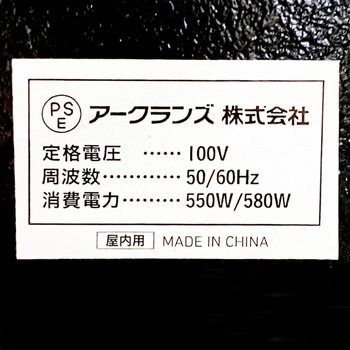 PSE アークランズ 株式会社
定格電圧 …… 100V
周波数………… 50/60Hz
消費電力……… 550W/580W
屋内用 MADE IN CHINA